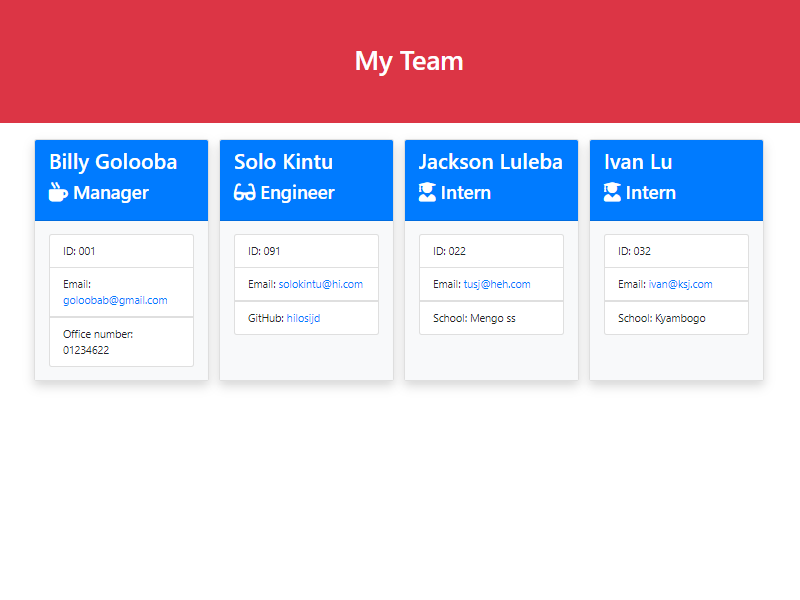 My Team
Billy Golooba
Manager
ID: 001
Email:
goloobab@gmail.com
Office number:
01234622
Solo Kintu
Engineer
ID: 091
Email: solokintu@hi.com
GitHub: hilosijd
Jackson Luleba
Intern
ID: 022
Email: tusj@heh.com
School: Mengo ss
Ivan Lu
Intern
ID: 032
Email: ivan@ksj.com
School: Kyambogo